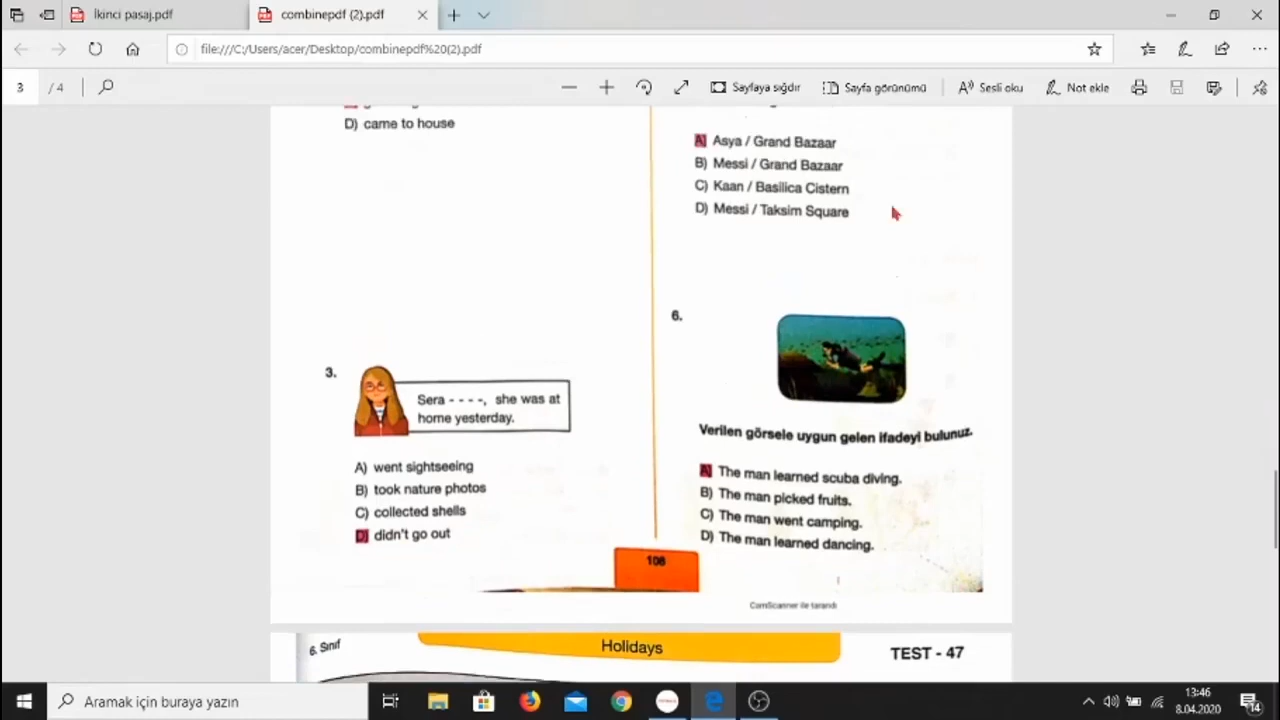 İkinci pasaj.pdf
combinepdf (2).pdf
file:///C:/Users/acer/Desktop/combinepdf%20(2).pdf
3 / 4
Sayfaya sığdır
Sayfa görünümü
Sesli oku
Not ekle
D) came to house
3.
Sera - - - -, she was at
home yesterday.
A) went sightseeing
B) took nature photos
C) collected shells
D) didn't go out
A) Asya / Grand Bazaar
B) Messi / Grand Bazaar
C) Kaan / Basilica Cistern
D) Messi / Taksim Square
6.
Verilen görsele uygun gelen ifadeyi bulunuz.
A) The man learned scuba diving.
B) The man picked fruits.
C) The man went camping.
D) The man learned dancing.
108
CamScanner ile tarandı
6. Sınıf
Holidays
TEST - 47
Aramak için buraya yazın
13:46
8.04.2020
14